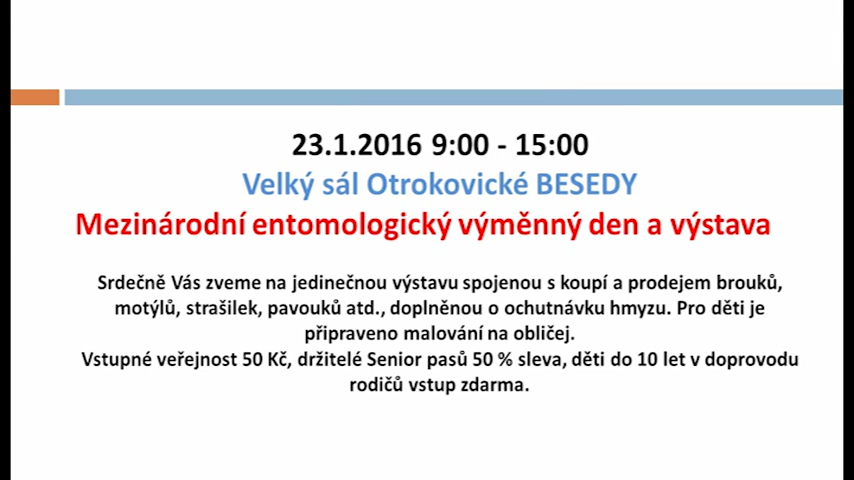 23.1.2016 9:00 - 15:00
Velký sál Otrokovické BESEDY
Mezinárodní entomologický výměnný den a výstava
Srdečně Vás zveme na jedinečnou výstavu spojenou s koupí a prodejem brouků,
motýlů, strašilek, pavouků atd., doplněnou o ochutnávku hmyzu. Pro děti je
připraveno malování na obličej.
Vstupné veřejnost 50 Kč, držitelé Senior pasů 50 % sleva, děti do 10 let v doprovodu
rodičů vstup zdarma.